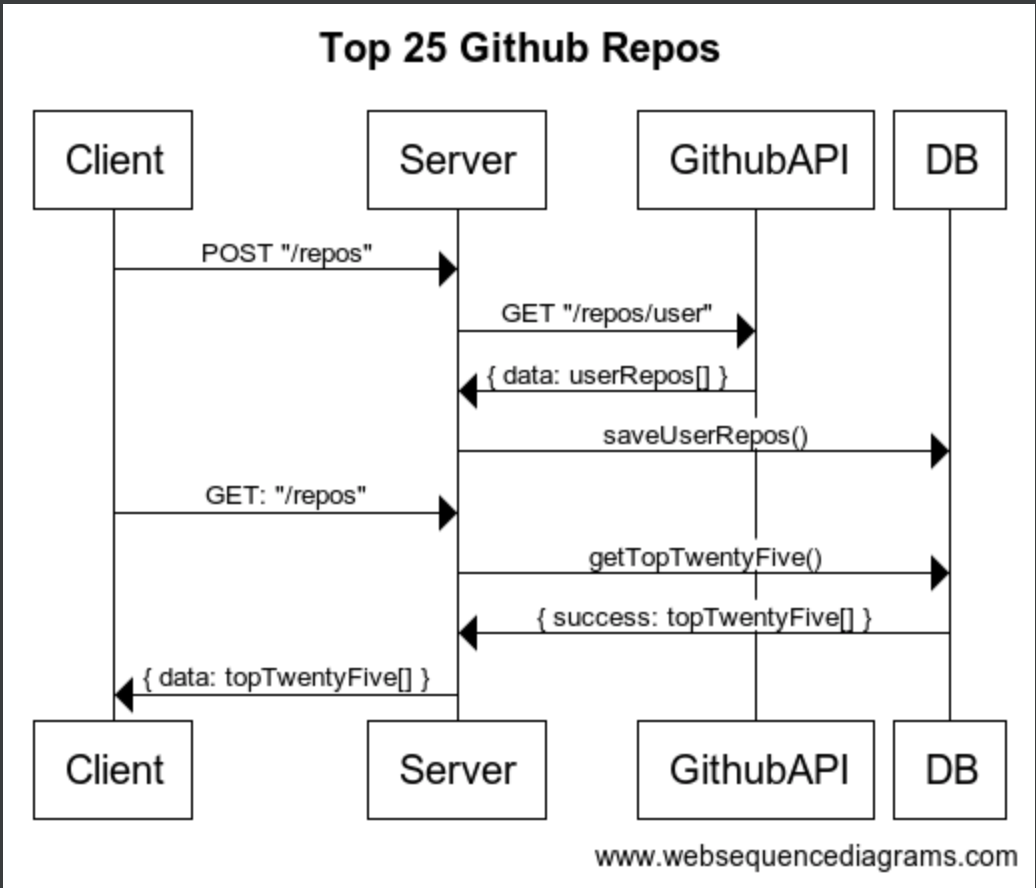 Top 25 Github Repos
Client
Server
GithubAPI
DB
POST "/repos"
GET "/repos/user"
{ data: userRepos[] }
saveUserRepos()
GET: "/repos"
getTopTwentyFive()
{ success: topTwentyFive[] }
{ data: topTwentyFive[] }
Client
Server
GithubAPI
DB
www.websequencediagrams.com